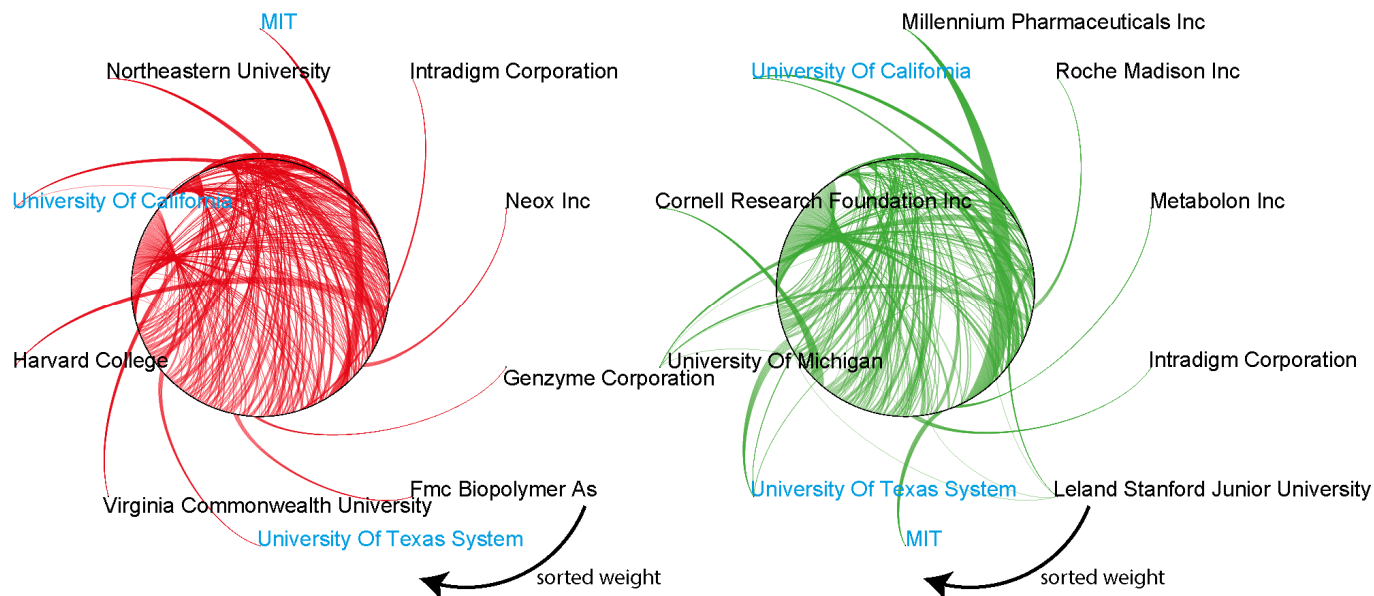 MIT
Northeastern University
Intradigm Corporation
University Of California
Neox Inc
Harvard College
Genzyme Corporation
Virginia Commonwealth University
Fmc Biopolymer As
University Of Texas System
sorted weight
Millennium Pharmaceuticals Inc
University Of California
Roche Madison Inc
Cornell Research Foundation Inc
Metabolon Inc
University Of Michigan
Intradigm Corporation
University Of Texas System
Leland Stanford Junior University
MIT
sorted weight